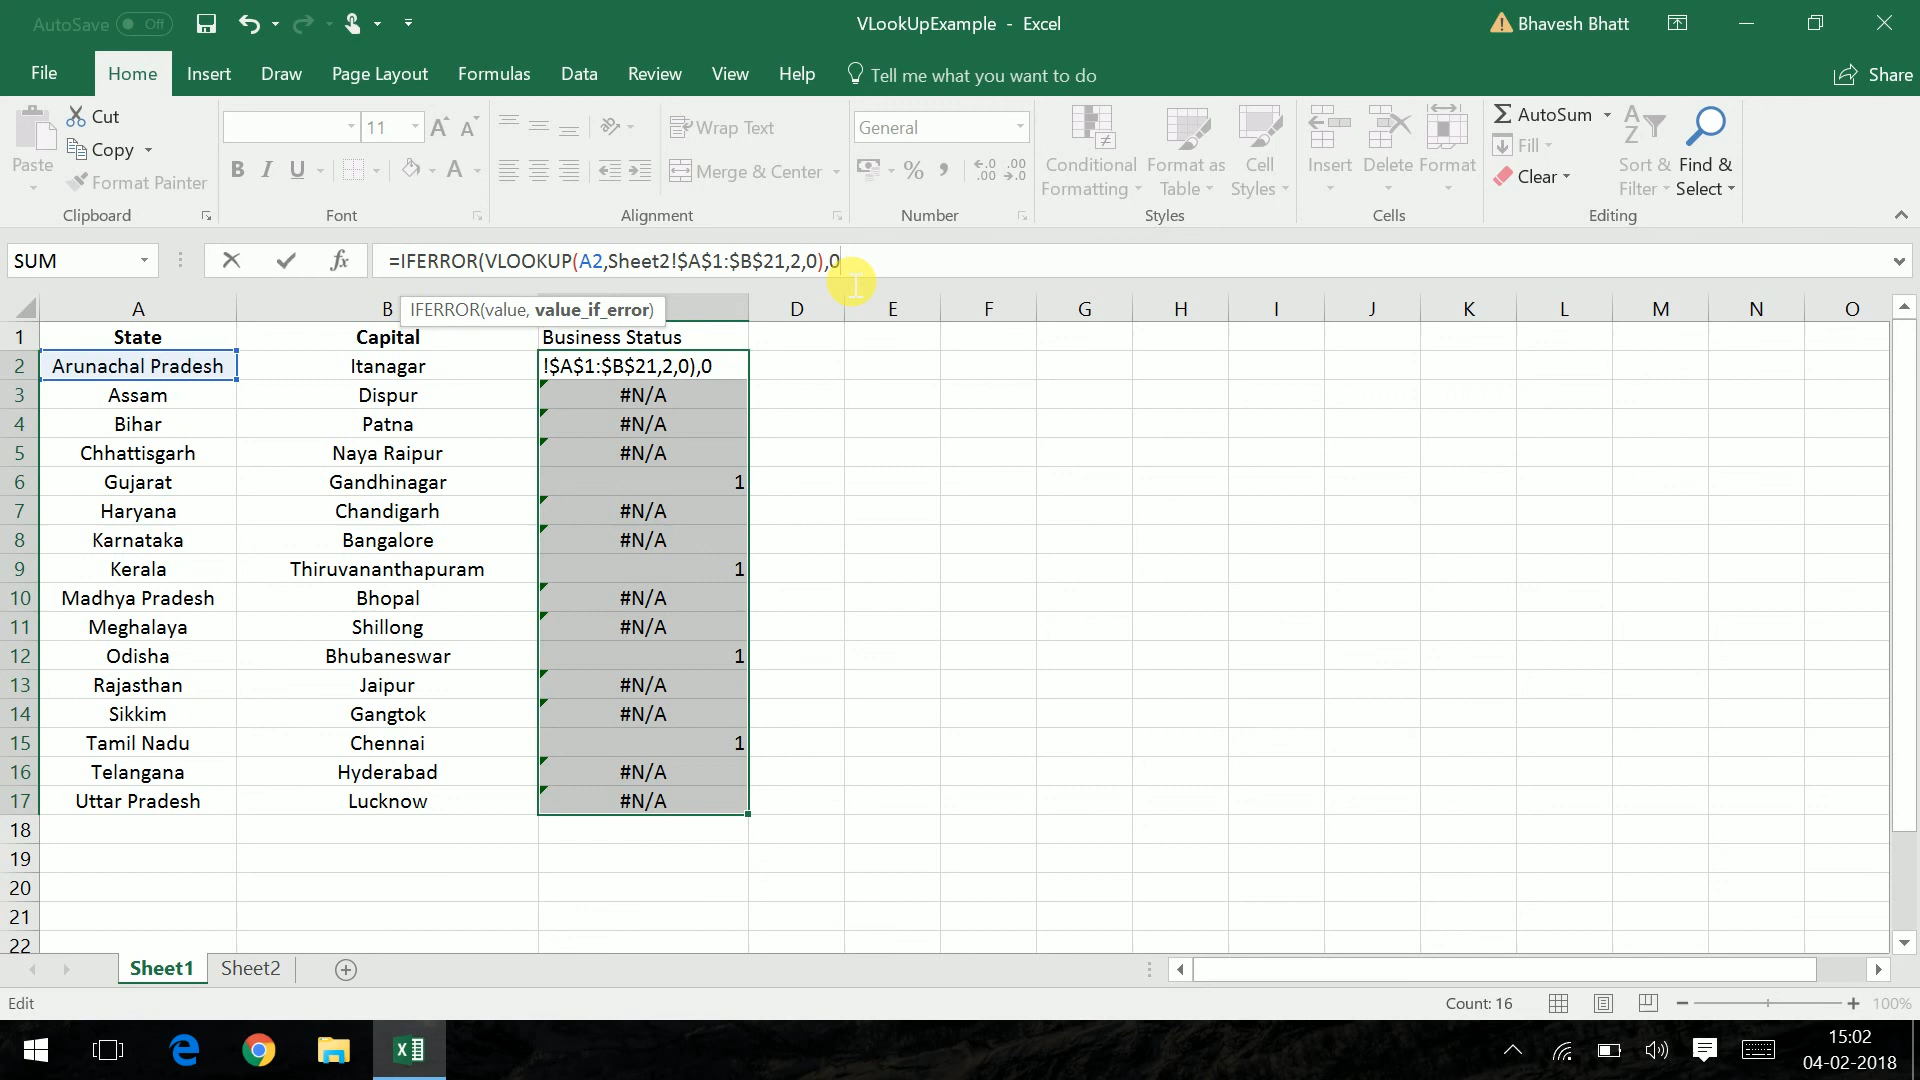 AutoSave Off VLookUpExample - Excel Bhavesh Bhatt
File Home Insert Draw Page Layout Formulas Data Review View Help Tell me what you want to do Share
Paste Cut Copy Format Painter Clipboard
11 A A B I U A Font
Wrap Text Merge & Center Alignment
General % , .0 .00 .00 .0 Number
Conditional Formatting Format as Table Cell Styles Styles
Insert Delete Format Cells
AutoSum Fill Clear Sort & Filter Find & Select Editing
SUM fx =IFERROR(VLOOKUP(A2,Sheet2!$A$1:$B$21,2,0),0
IFERROR(value, value_if_error)
A B D E F G H I J K L M N O
1 State Capital Business Status
2 Arunachal Pradesh Itanagar !$A$1:$B$21,2,0),0
3 Assam Dispur #N/A
4 Bihar Patna #N/A
5 Chhattisgarh Naya Raipur #N/A
6 Gujarat Gandhinagar 1
7 Haryana Chandigarh #N/A
8 Karnataka Bangalore #N/A
9 Kerala Thiruvananthapuram 1
10 Madhya Pradesh Bhopal #N/A
11 Meghalaya Shillong #N/A
12 Odisha Bhubaneswar 1
13 Rajasthan Jaipur #N/A
14 Sikkim Gangtok #N/A
15 Tamil Nadu Chennai 1
16 Telangana Hyderabad #N/A
17 Uttar Pradesh Lucknow #N/A
18
19
20
21
22
Sheet1 Sheet2
Edit Count: 16 100%
15:02
04-02-2018